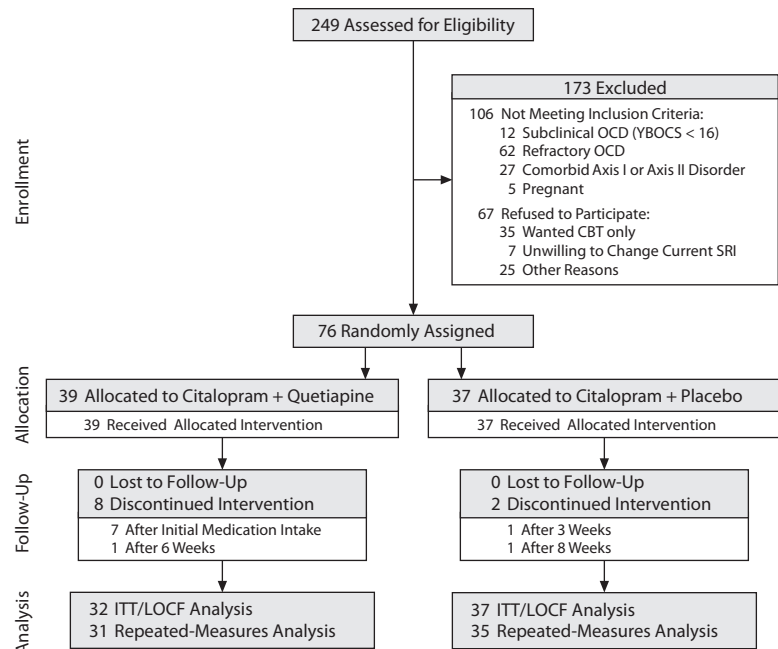 249 Assessed for Eligibility
Enrollment
173 Excluded
106 Not Meeting Inclusion Criteria:
12 Subclinical OCD (YBOCS < 16)
62 Refractory OCD
27 Comorbid Axis I or Axis II Disorder
5 Pregnant
67 Refused to Participate:
35 Wanted CBT only
7 Unwilling to Change Current SRI
25 Other Reasons
76 Randomly Assigned
Allocation
39 Allocated to Citalopram + Quetiapine
39 Received Allocated Intervention
37 Allocated to Citalopram + Placebo
37 Received Allocated Intervention
Follow-Up
0 Lost to Follow-Up
8 Discontinued Intervention
7 After Initial Medication Intake
1 After 6 Weeks
0 Lost to Follow-Up
2 Discontinued Intervention
1 After 3 Weeks
1 After 8 Weeks
Analysis
32 ITT/LOCF Analysis
31 Repeated-Measures Analysis
37 ITT/LOCF Analysis
35 Repeated-Measures Analysis